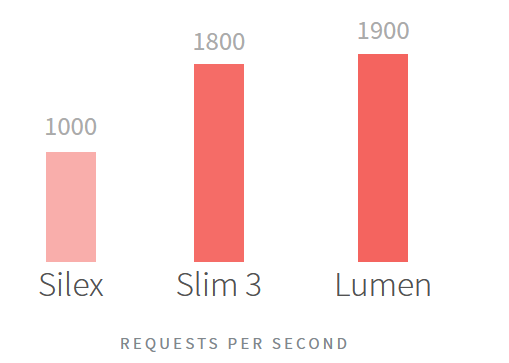 1900
1800
1000
Silex Slim 3 Lumen
REQUESTS PER SECOND